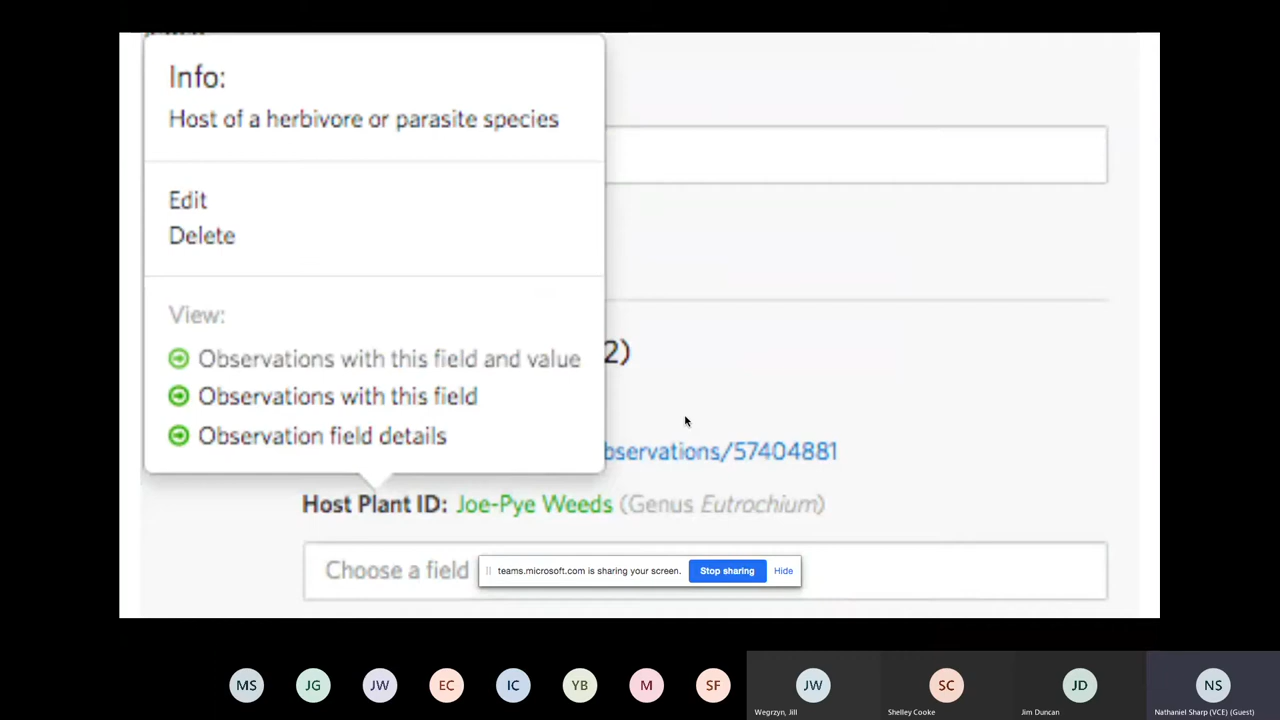 Info:
Host of a herbivore or parasite species
Edit
Delete
View:
Observations with this field and value
Observations with this field
Observation field details
2)
bservations/57404881
Host Plant ID: Joe-Pye Weeds (Genus Eutrochium)
Choose a field
teams.microsoft.com is sharing your screen. Stop sharing Hide
MS JG JW EC IC YB M SF JW SC JD NS
Wegrzyn, Jill Shelley Cooke Jim Duncan Nathaniel Sharp (VCE) (Guest)